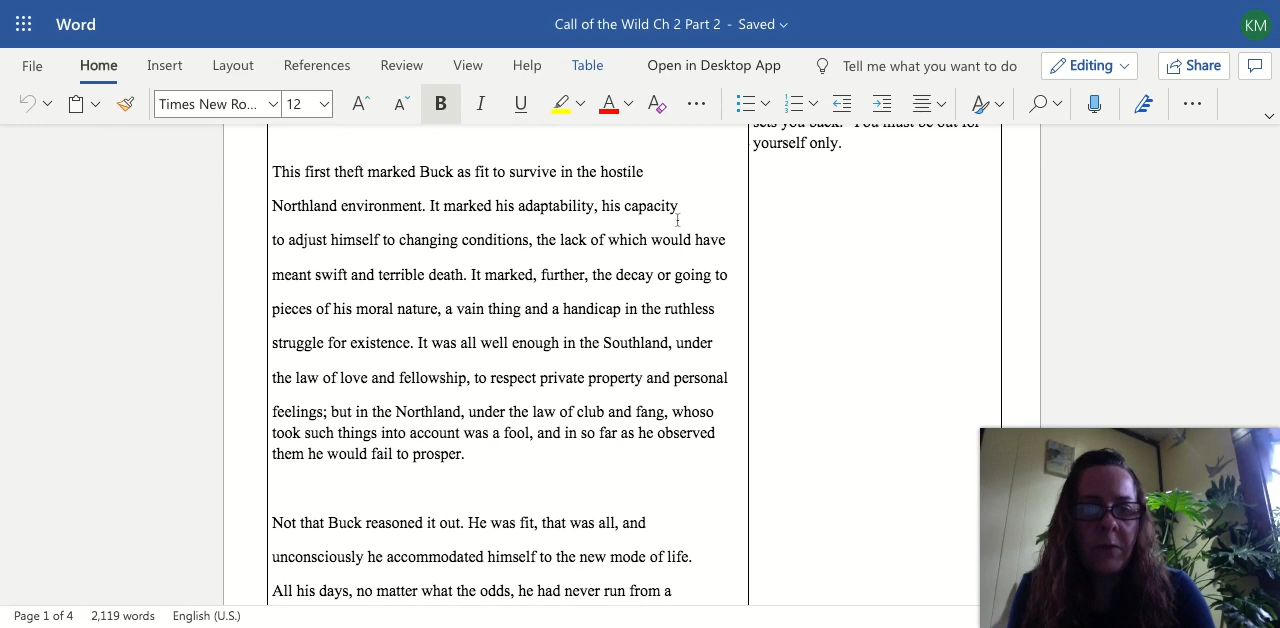 Word
Call of the Wild Ch 2 Part 2 - Saved
KM
File Home Insert Layout References Review View Help Table Open in Desktop App Tell me what you want to do Editing Share
Times New Ro... 12 A A B I U A A
yourself only.
This first theft marked Buck as fit to survive in the hostile
Northland environment. It marked his adaptability, his capacity
to adjust himself to changing conditions, the lack of which would have
meant swift and terrible death. It marked, further, the decay or going to
pieces of his moral nature, a vain thing and a handicap in the ruthless
struggle for existence. It was all well enough in the Southland, under
the law of love and fellowship, to respect private property and personal
feelings; but in the Northland, under the law of club and fang, whoso
took such things into account was a fool, and in so far as he observed
them he would fail to prosper.
Not that Buck reasoned it out. He was fit, that was all, and
unconsciously he accommodated himself to the new mode of life.
All his days, no matter what the odds, he had never run from a
Page 1 of 4 2,119 words English (U.S.)